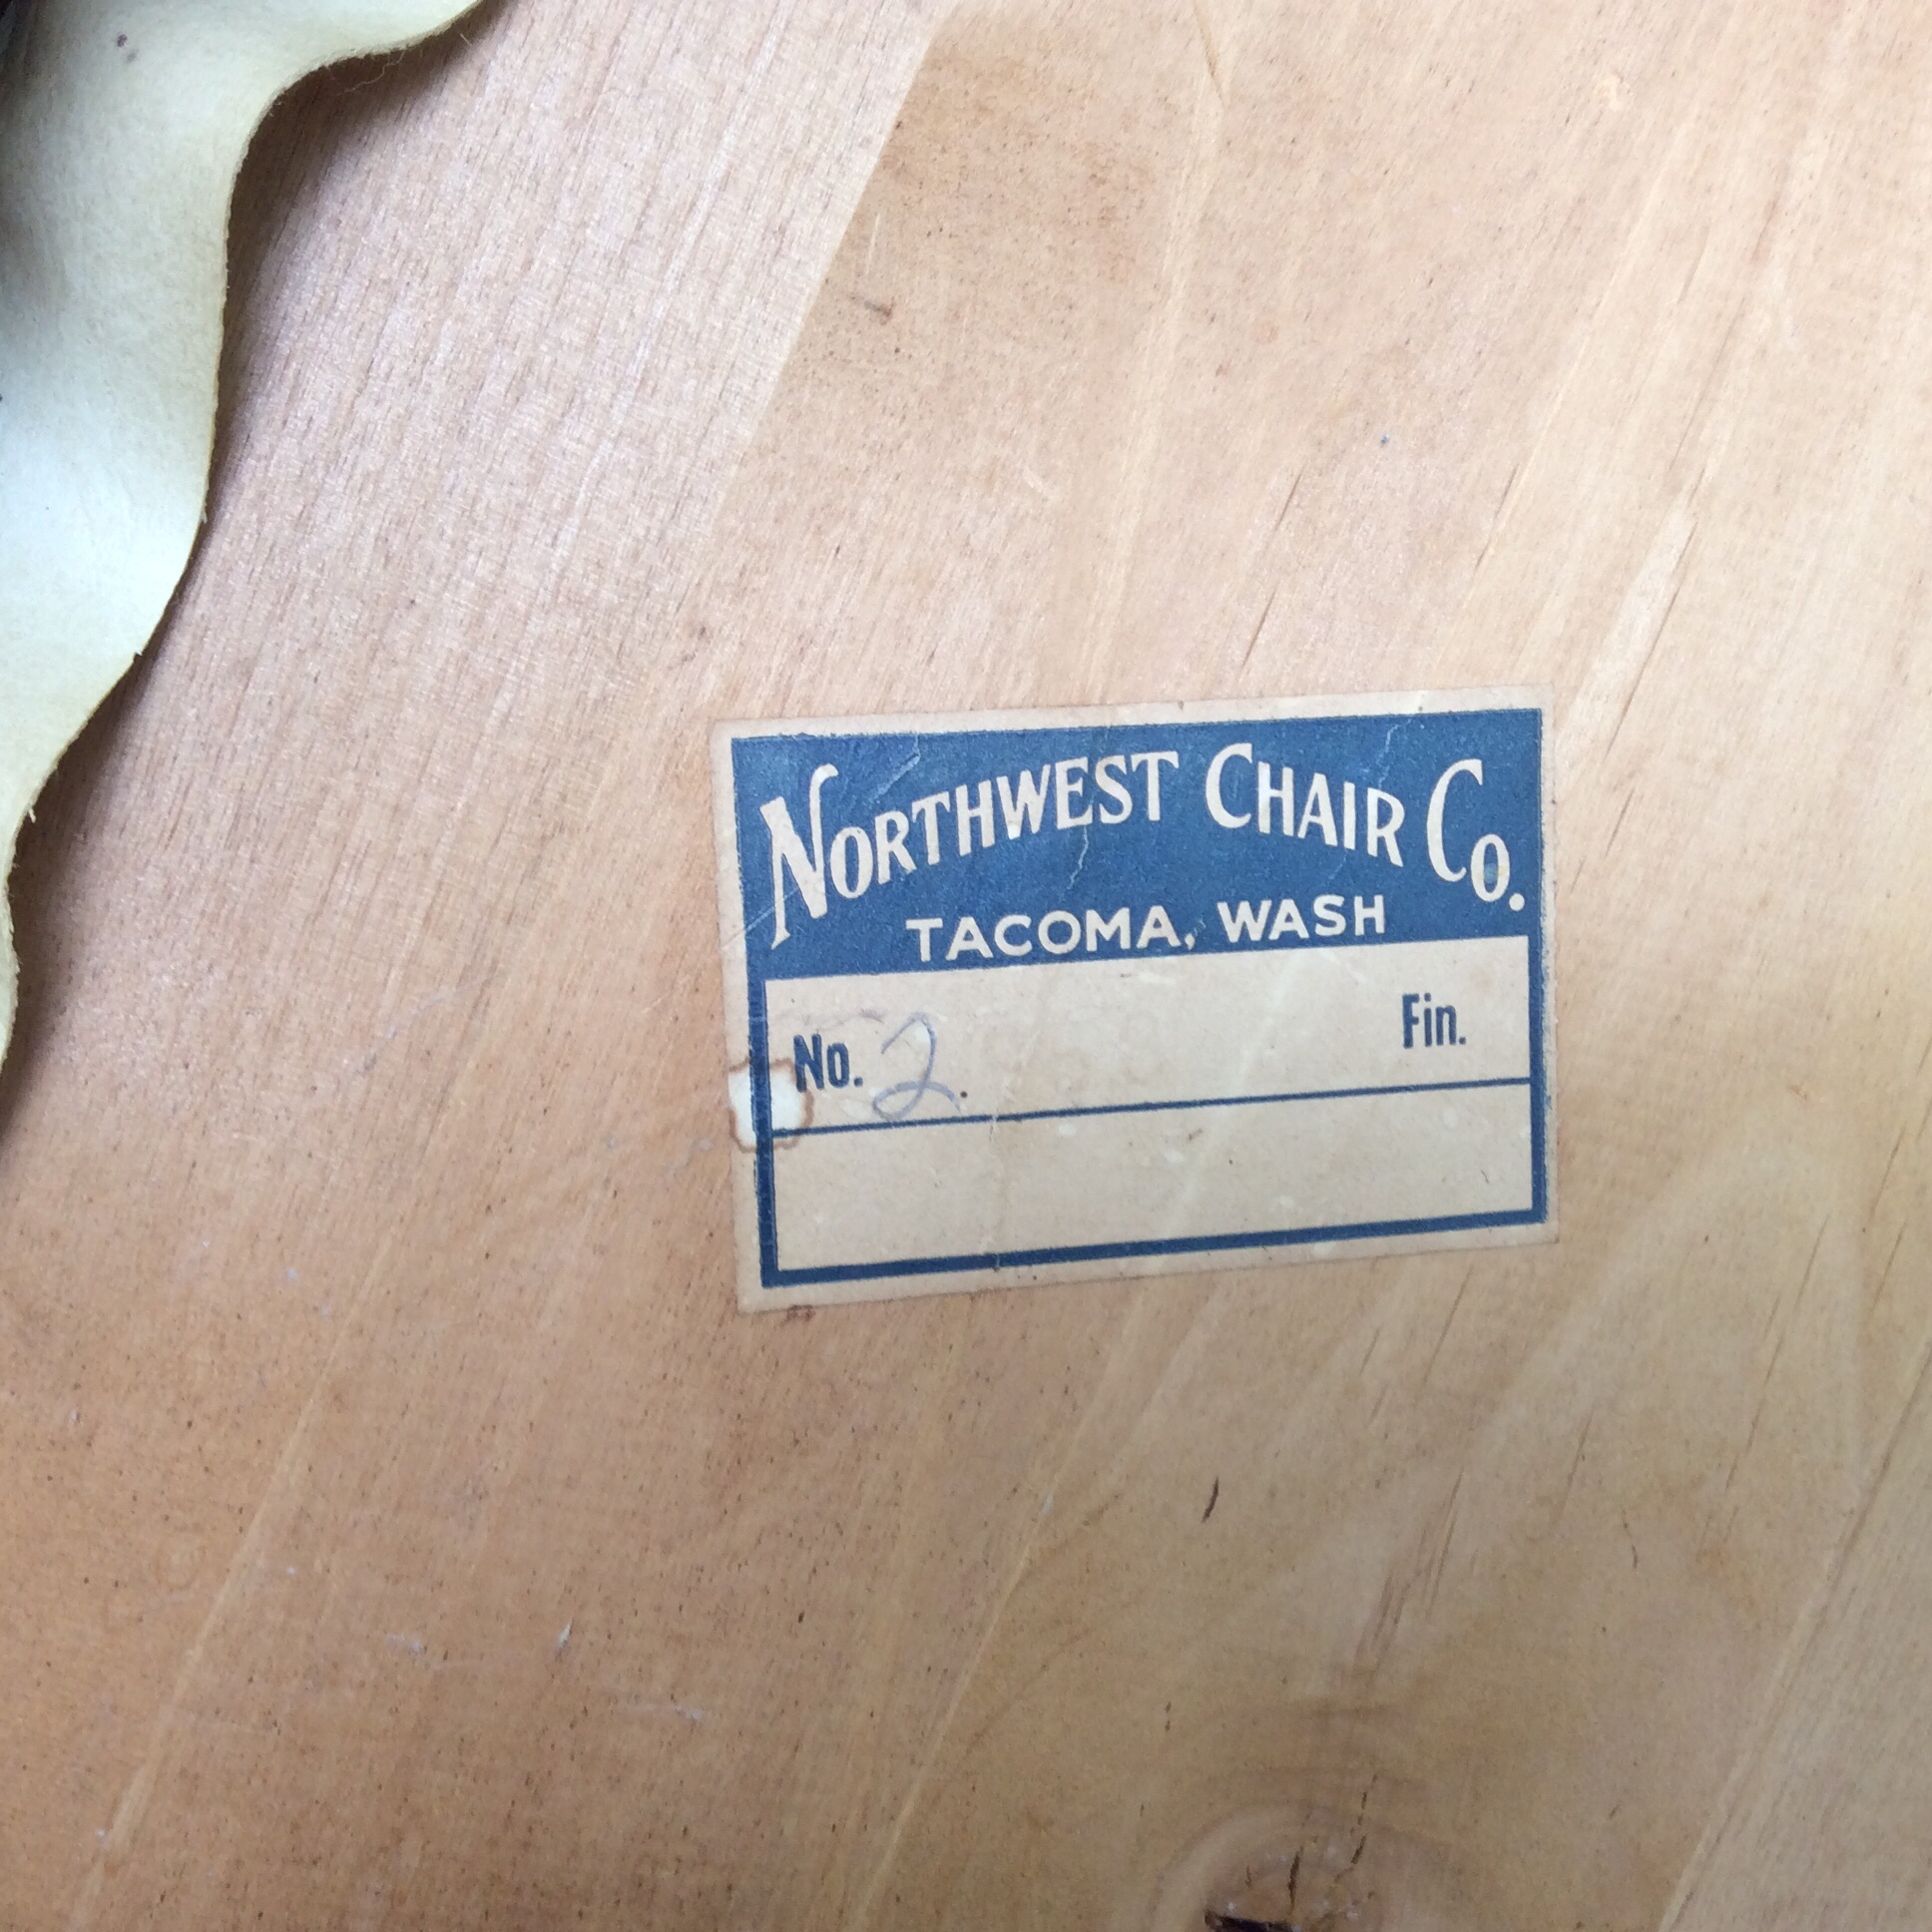 NORTHWEST CHAIR CO.
TACOMA, WASH
No. 2. Fin.